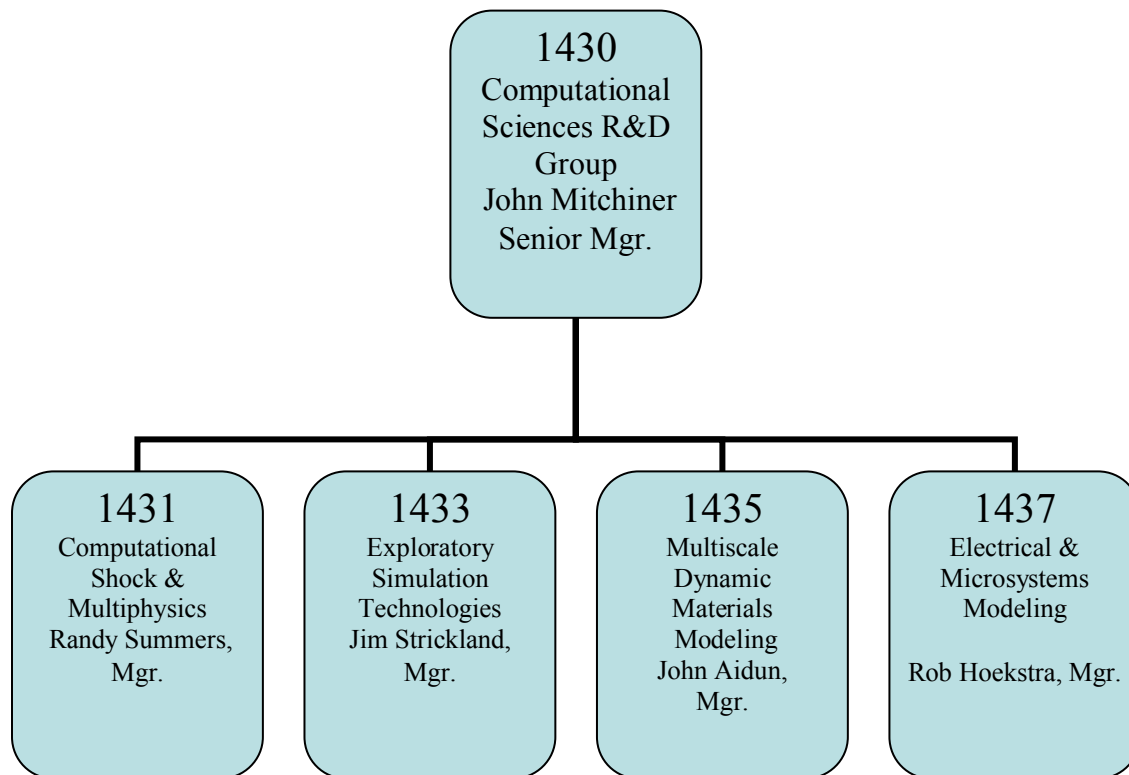 1430
Computational
Sciences R&D
Group
John Mitchiner
Senior Mgr.
1431
Computational
Shock &
Multiphysics
Randy Summers,
Mgr.
1433
Exploratory
Simulation
Technologies
Jim Strickland,
Mgr.
1435
Multiscale
Dynamic
Materials
Modeling
John Aidun,
Mgr.
1437
Electrical &
Microsystems
Modeling
Rob Hoekstra, Mgr.